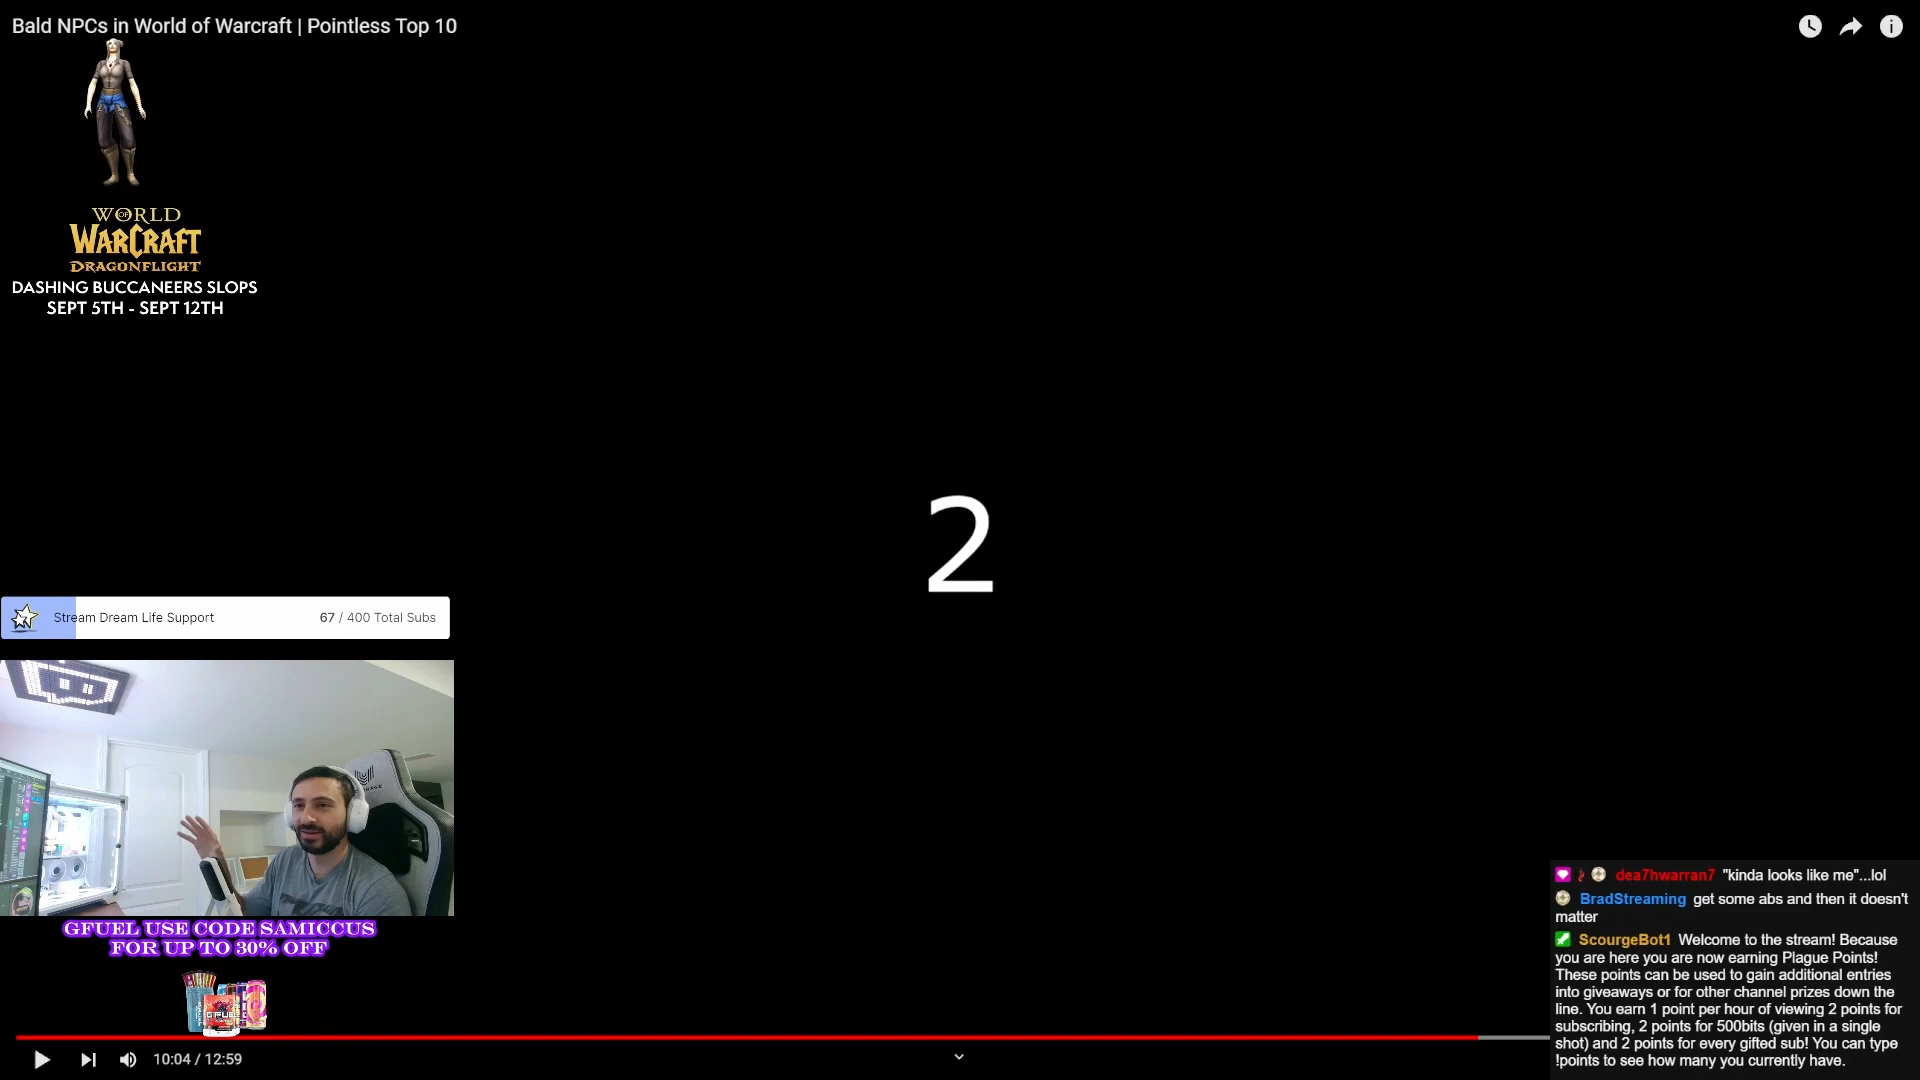 Bald NPCs in World of Warcraft | Pointless Top 10
WORLD
OF
WARCRAFT
DRAGONFLIGHT
DASHING BUCCANEERS SLOPS
SEPT 5TH - SEPT 12TH
2
Stream Dream Life Support
67 / 400 Total Subs
GFUEL USE CODE SAMICCUS
FOR UP TO 30% OFF
GFUEL
10:04 / 12:59
dea7hwarran7 "kinda looks like me"...lol
BradStreaming get some abs and then it doesn't
matter
ScourgeBot1 Welcome to the stream! Because
you are here you are now earning Plague Points!
These points can be used to gain additional entries
into giveaways or for other channel prizes down the
line. You earn 1 point per hour of viewing 2 points for
subscribing, 2 points for 500bits (given in a single
shot) and 2 points for every gifted sub! You can type
!points to see how many you currently have.